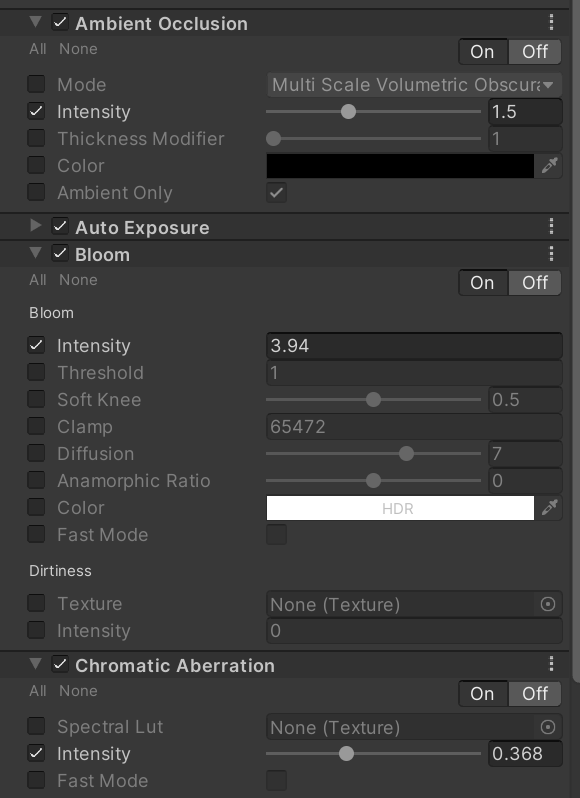 Ambient Occlusion
All None On Off
Mode Multi Scale Volumetric Obscur
Intensity 1.5
Thickness Modifier 1
Color
Ambient Only
Auto Exposure
Bloom
All None On Off
Bloom
Intensity 3.94
Threshold 1
Soft Knee 0.5
Clamp 65472
Diffusion 7
Anamorphic Ratio 0
Color HDR
Fast Mode
Dirtiness
Texture None (Texture)
Intensity 0
Chromatic Aberration
All None On Off
Spectral Lut None (Texture)
Intensity 0.368
Fast Mode